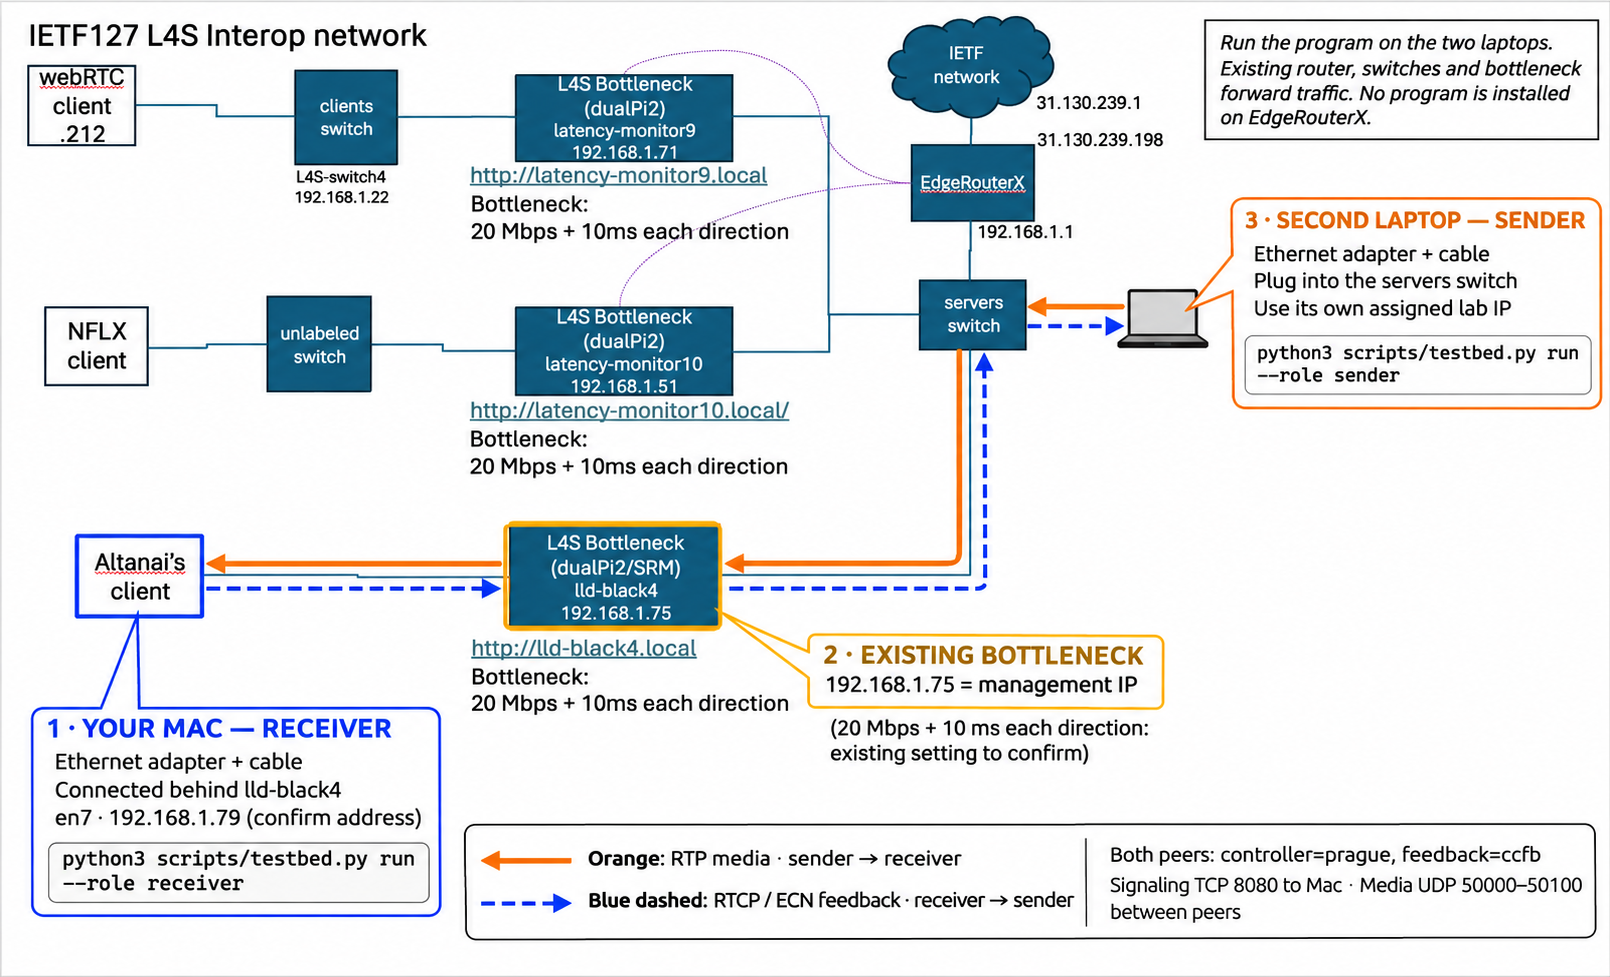 IETF127 L4S Interop network
webRTC
client
.212
clients
switch
L4S-switch4
192.168.1.22
L4S Bottleneck
(dualPi2)
latency-monitor9
192.168.1.71
http://latency-monitor9.local
Bottleneck:
20 Mbps + 10ms each direction
IETF
network
31.130.239.1
31.130.239.198
EdgeRouterX
192.168.1.1
Run the program on the two laptops.
Existing router, switches and bottleneck
forward traffic. No program is installed
on EdgeRouterX.
NFLX
client
unlabeled
switch
L4S Bottleneck
(dualPi2)
latency-monitor10
192.168.1.51
http://latency-monitor10.local/
Bottleneck:
20 Mbps + 10ms each direction
servers
switch
3 · SECOND LAPTOP — SENDER
Ethernet adapter + cable
Plug into the servers switch
Use its own assigned lab IP
python3 scripts/testbed.py run
--role sender
Altanai's
client
L4S Bottleneck
(dualPi2/SRM)
lld-black4
192.168.1.75
http://lld-black4.local
Bottleneck:
20 Mbps + 10ms each direction
2 · EXISTING BOTTLENECK
192.168.1.75 = management IP
(20 Mbps + 10 ms each direction:
existing setting to confirm)
1 · YOUR MAC — RECEIVER
Ethernet adapter + cable
Connected behind lld-black4
en7 · 192.168.1.79 (confirm address)
python3 scripts/testbed.py run
--role receiver
Orange: RTP media · sender → receiver
Blue dashed: RTCP / ECN feedback · receiver → sender
Both peers: controller=prague, feedback=ccfb
Signaling TCP 8080 to Mac · Media UDP 50000–50100
between peers